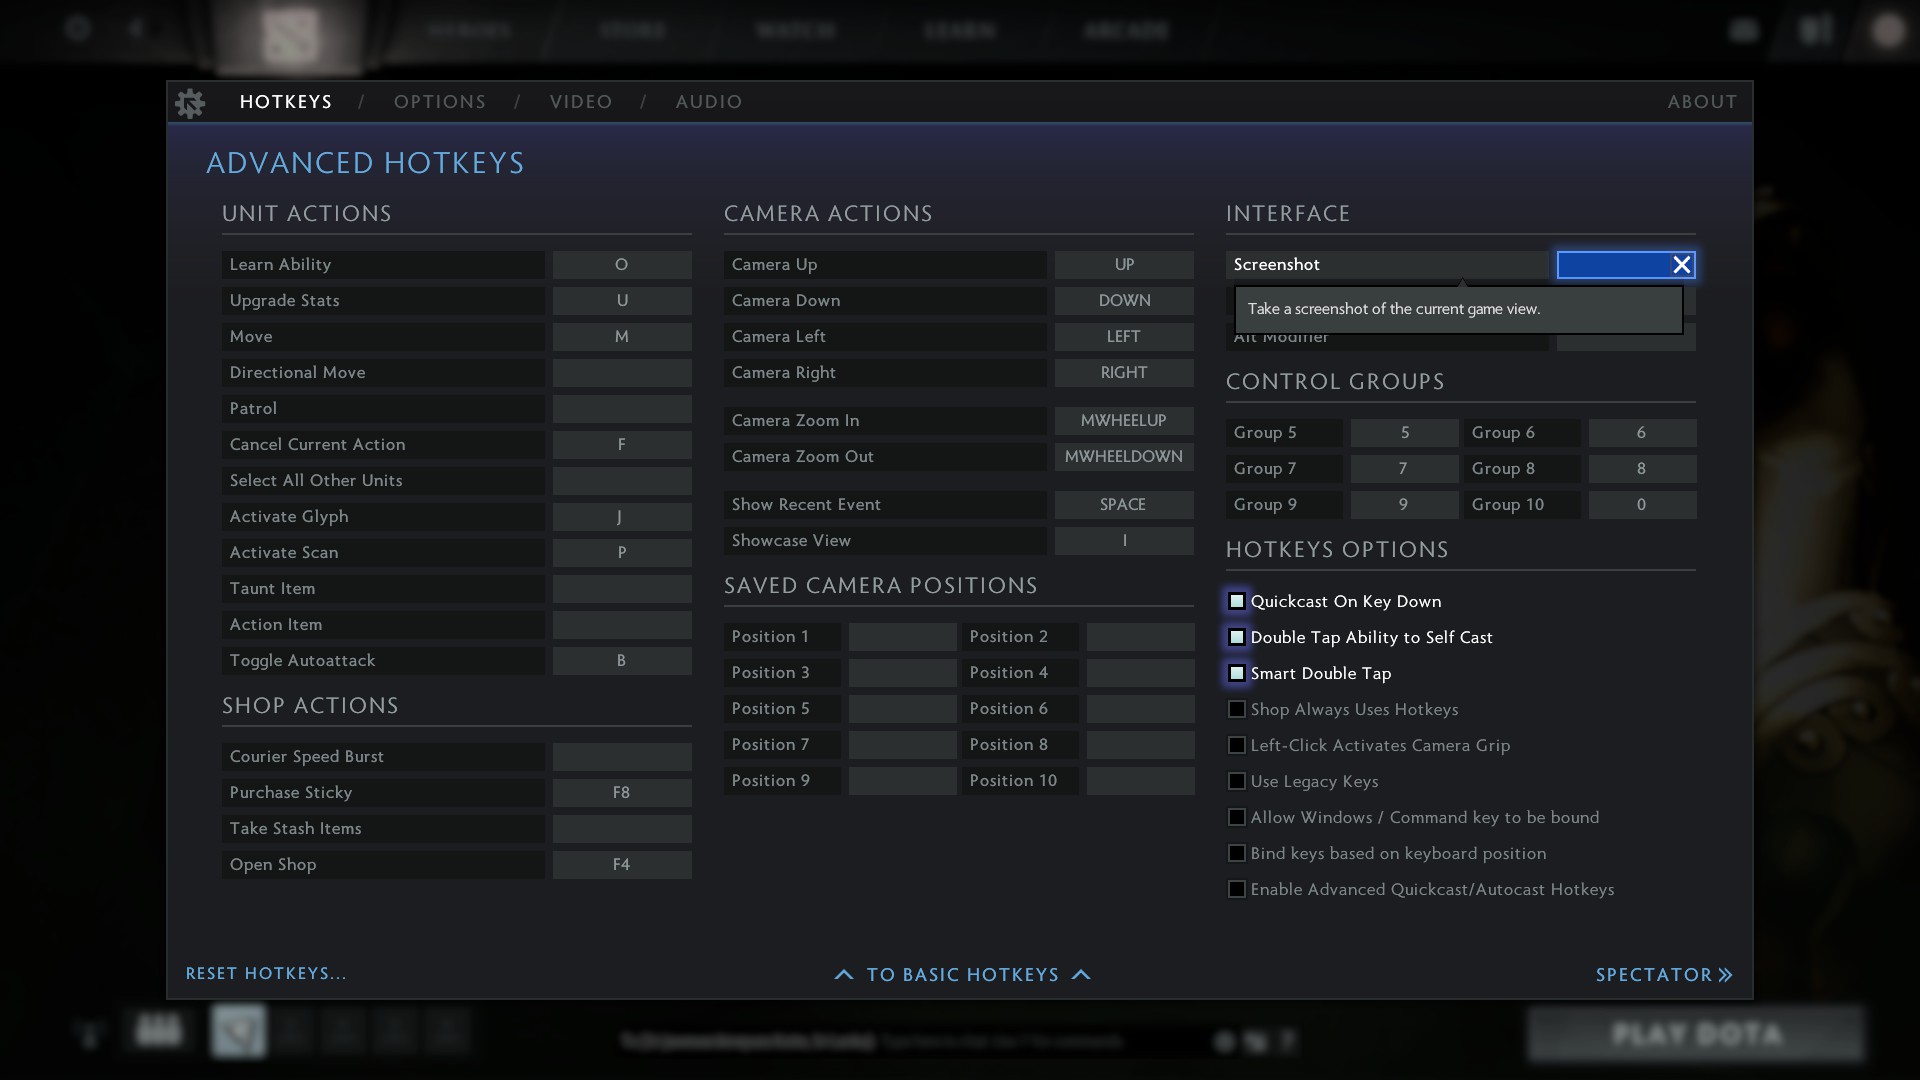 HEROES
STORE
WATCH
LEARN
ARCADE
HOTKEYS / OPTIONS / VIDEO / AUDIO
ABOUT
ADVANCED HOTKEYS
UNIT ACTIONS
Learn Ability O
Upgrade Stats U
Move M
Directional Move
Patrol
Cancel Current Action F
Select All Other Units
Activate Glyph J
Activate Scan P
Taunt Item
Action Item
Toggle Autoattack B
SHOP ACTIONS
Courier Speed Burst
Purchase Sticky F8
Take Stash Items
Open Shop F4
CAMERA ACTIONS
Camera Up UP
Camera Down DOWN
Camera Left LEFT
Camera Right RIGHT
Camera Zoom In MWHEELUP
Camera Zoom Out MWHEELDOWN
Show Recent Event SPACE
Showcase View I
SAVED CAMERA POSITIONS
Position 1 Position 2
Position 3 Position 4
Position 5 Position 6
Position 7 Position 8
Position 9 Position 10
INTERFACE
Screenshot
Take a screenshot of the current game view.
Alt Modifier
CONTROL GROUPS
Group 5 5 Group 6 6
Group 7 7 Group 8 8
Group 9 9 Group 10 0
HOTKEYS OPTIONS
Quickcast On Key Down
Double Tap Ability to Self Cast
Smart Double Tap
Shop Always Uses Hotkeys
Left-Click Activates Camera Grip
Use Legacy Keys
Allow Windows / Command key to be bound
Bind keys based on keyboard position
Enable Advanced Quickcast/Autocast Hotkeys
RESET HOTKEYS...
TO BASIC HOTKEYS
SPECTATOR
PLAY DOTA